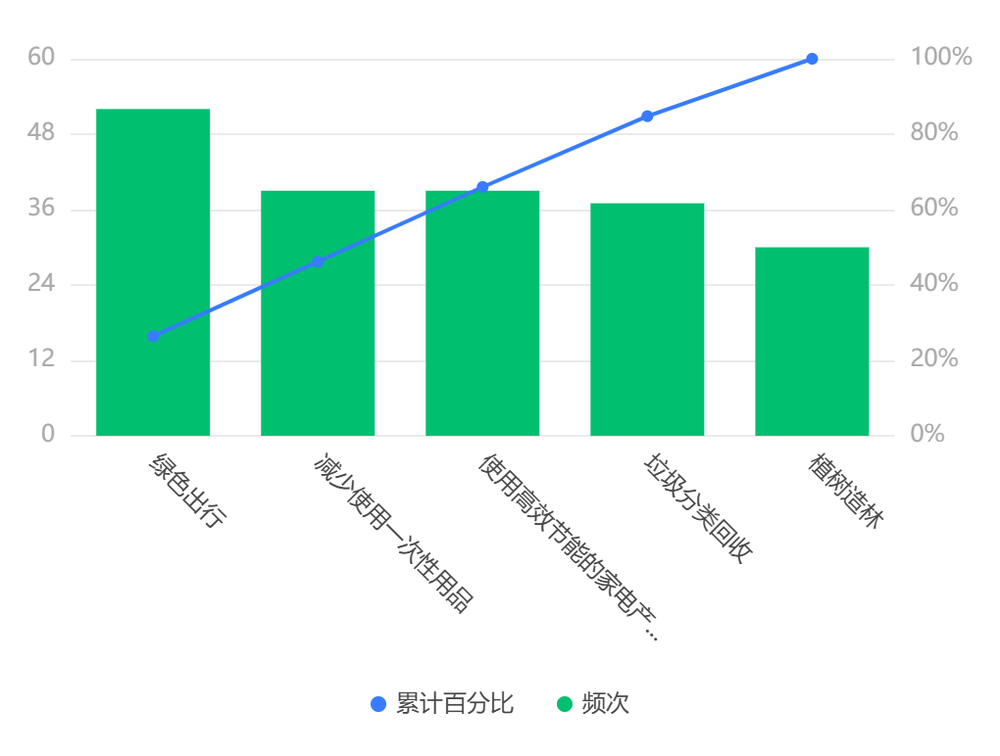 60
48
36
24
12
0
100%
80%
60%
40%
20%
0%
绿色出行
减少使用一次性用品
使用高效节能的家电产...
垃圾分类回收
植树造林
累计百分比
频次